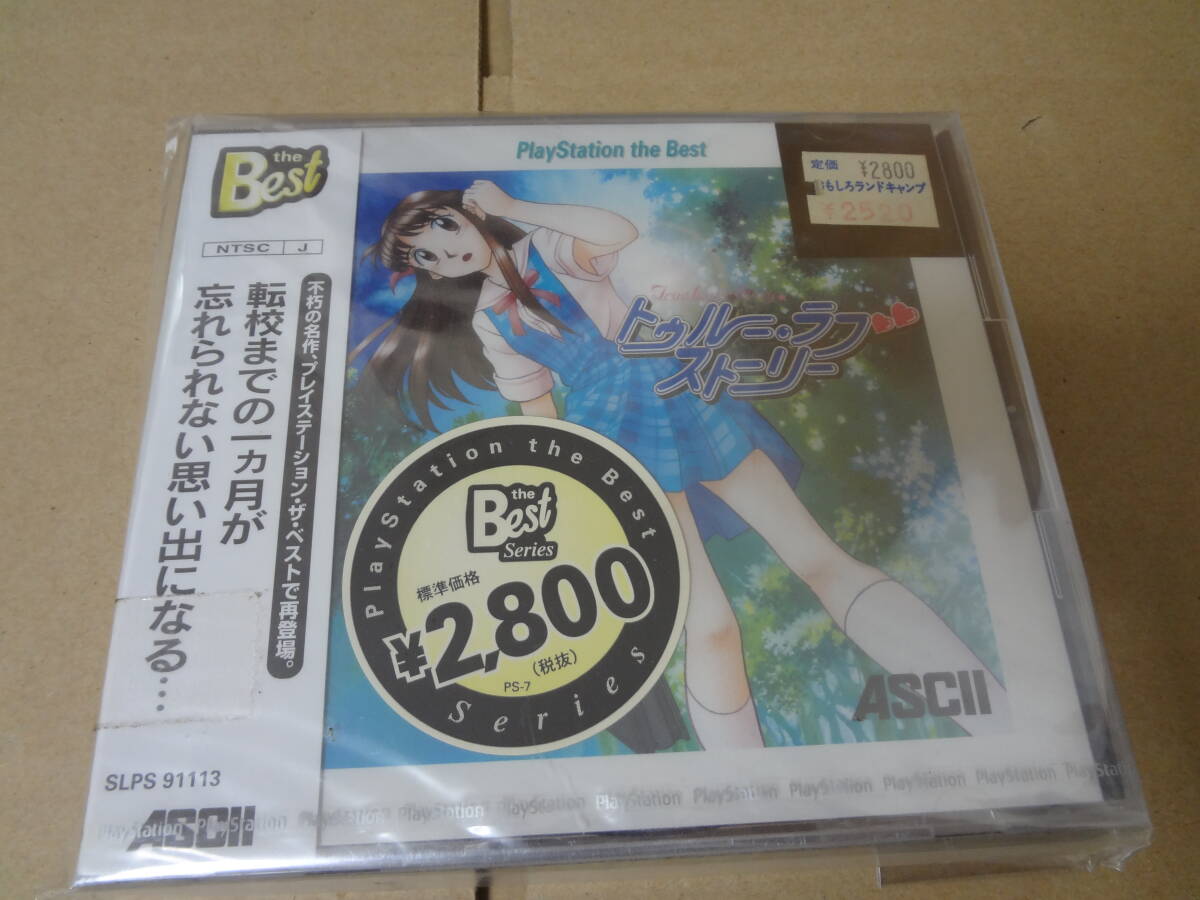 the
Best
NTSC J
不朽の名作、プレイステーション・ザ・ベストで再登場。
転校までの一ヵ月が
忘れられない思い出になる…
SLPS 91113
ASCII
PlayStation the Best
定価 ¥2800
もしろランドキャンプ
¥2520
トゥルー・ラブ
ストーリー
PlayStation the Best
the
Best
Series
標準価格
¥2,800
(税抜)
PS-7
Series
ASCII
PlayStation PlayStation PlayStation PlayStation PlayStation PlayStation PlayStation PlayStation PlayStation PlayStation